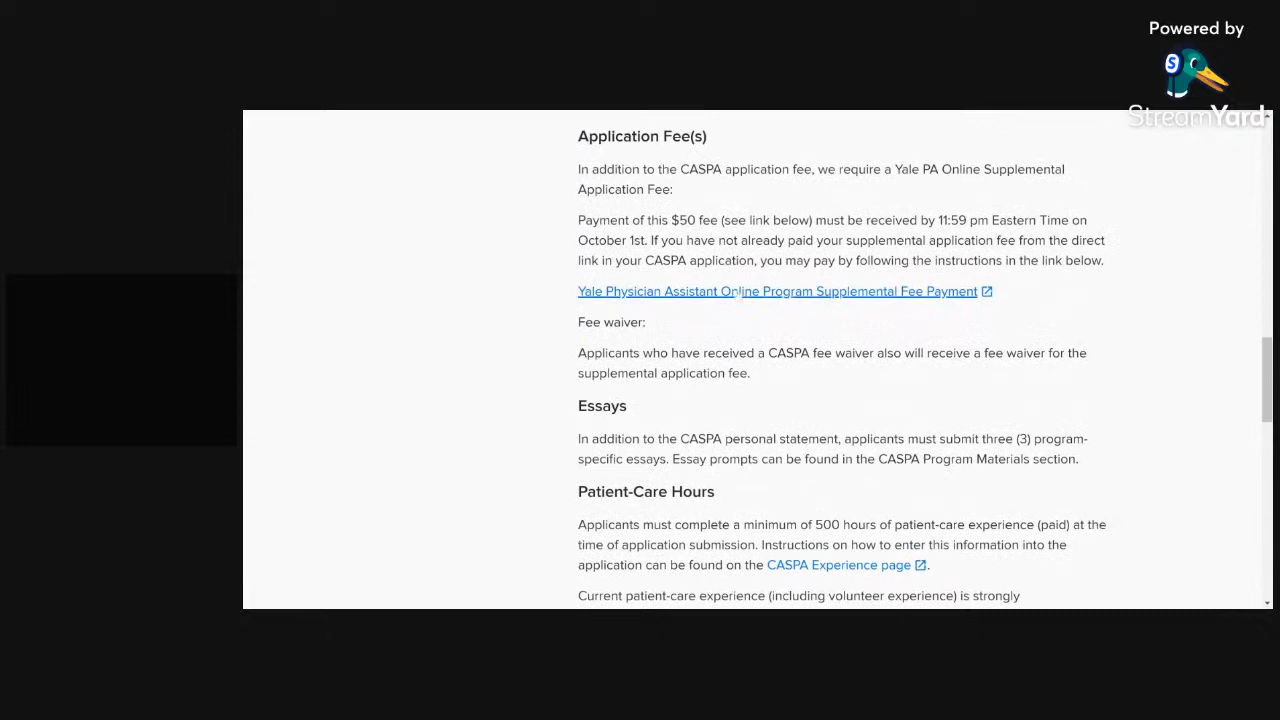 Powered by
S
StreamYard
Application Fee(s)
In addition to the CASPA application fee, we require a Yale PA Online Supplemental
Application Fee:
Payment of this $50 fee (see link below) must be received by 11:59 pm Eastern Time on
October 1st. If you have not already paid your supplemental application fee from the direct
link in your CASPA application, you may pay by following the instructions in the link below.
Yale Physician Assistant Online Program Supplemental Fee Payment
Fee waiver:
Applicants who have received a CASPA fee waiver also will receive a fee waiver for the
supplemental application fee.
Essays
In addition to the CASPA personal statement, applicants must submit three (3) program-
specific essays. Essay prompts can be found in the CASPA Program Materials section.
Patient-Care Hours
Applicants must complete a minimum of 500 hours of patient-care experience (paid) at the
time of application submission. Instructions on how to enter this information into the
application can be found on the CASPA Experience page.
Current patient-care experience (including volunteer experience) is strongly